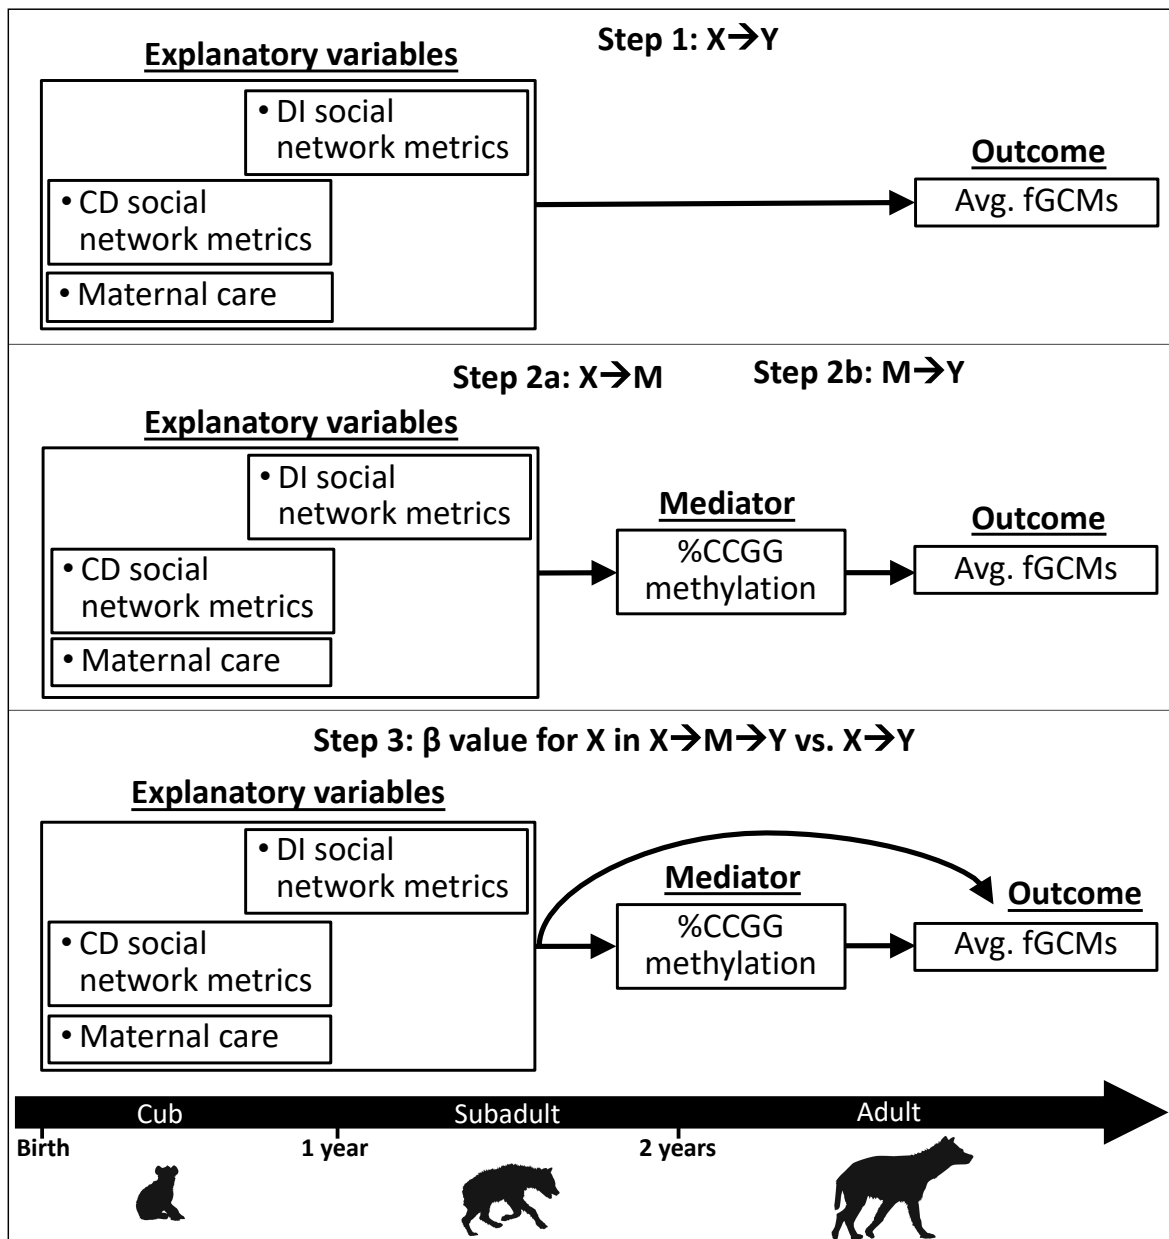 Step 1: X→Y
Explanatory variables
• DI social
network metrics
• CD social
network metrics
• Maternal care
Outcome
Avg. fGCMs
Step 2a: X→M
Step 2b: M→Y
Explanatory variables
• DI social
network metrics
• CD social
network metrics
• Maternal care
Mediator
%CCGG
methylation
Outcome
Avg. fGCMs
Step 3: β value for X in X→M→Y vs. X→Y
Explanatory variables
• DI social
network metrics
• CD social
network metrics
• Maternal care
Mediator
%CCGG
methylation
Outcome
Avg. fGCMs
Cub
Subadult
Adult
Birth
1 year
2 years